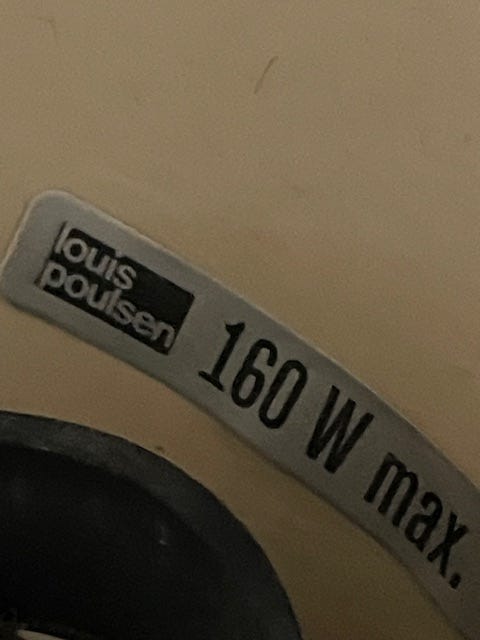 louis
poulsen
160 W max.